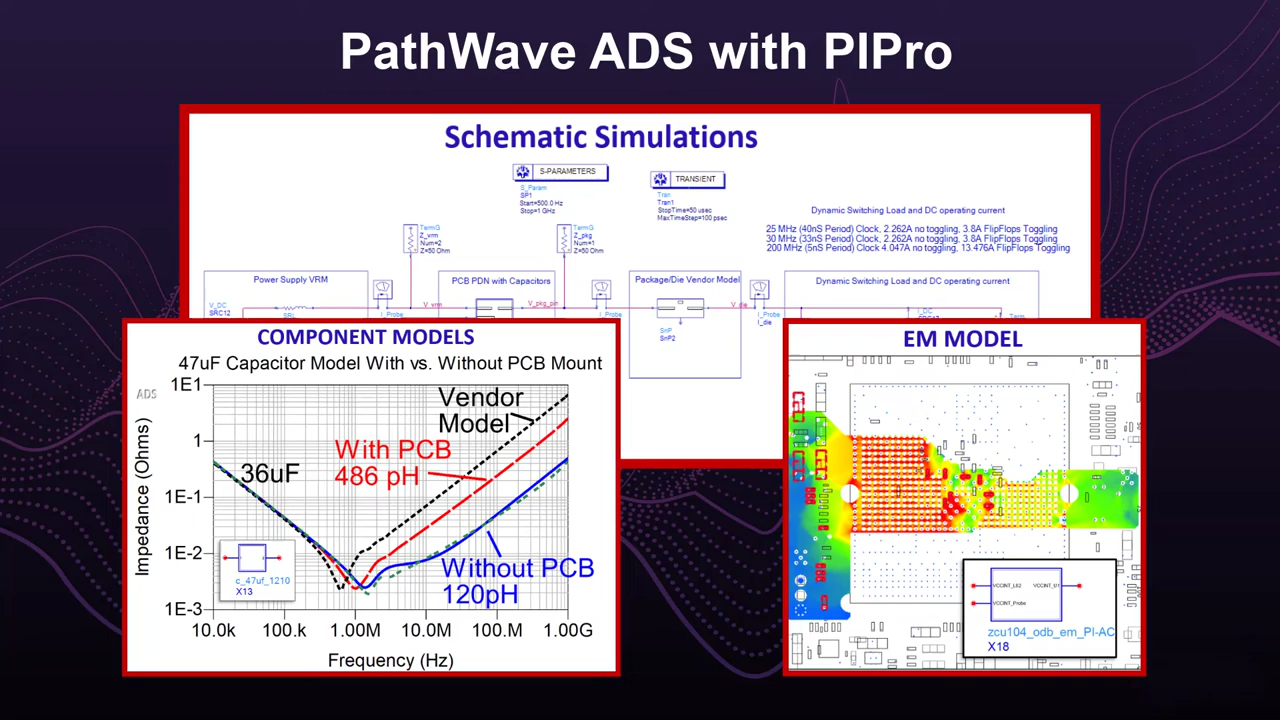 PathWave ADS with PIPro
Schematic Simulations
S-PARAMETERS
S_Param
SP1
Start=500.0 Hz
Stop=1 GHz
TRANSIENT
Tran
Tran1
StopTime=50 usec
MaxTimeStep=100 psec
TermG
Z_vrm
Num=2
Z=50 Ohm
TermG
Z_pkg
Num=1
Z=50 Ohm
Dynamic Switching Load and DC operating current
25 MHz (40nS Period) Clock, 2.262A no toggling, 3.8A FlipFlops Toggling
30 MHz (33nS Period) Clock, 2.262A no toggling, 3.8A FlipFlops Toggling
200 MHz (5nS Period) Clock 4.047A no toggling, 13.476A FlipFlops Toggling
Power Supply VRM
PCB PDN with Capacitors
Package/Die Vendor Model
Dynamic Switching Load and DC operating current
V_DC
SRC12
I_Probe
V_vrm
V_pkg_pin
I_Probe
SnP
SnP2
V_die
I_Probe
I_die
I_DC
Term
COMPONENT MODELS
47uF Capacitor Model With vs. Without PCB Mount
ADS
Impedance (Ohms)
1E1
1
1E-1
1E-2
1E-3
Vendor
Model
With PCB
486 pH
36uF
Without PCB
120pH
c_47uf_1210
X13
10.0k 100.k 1.00M 10.0M 100.M 1.00G
Frequency (Hz)
EM MODEL
VCCINT_LII2
VCCINT_U1
VCCINT_Probe
zcu104_odb_em_PI-AC
X18